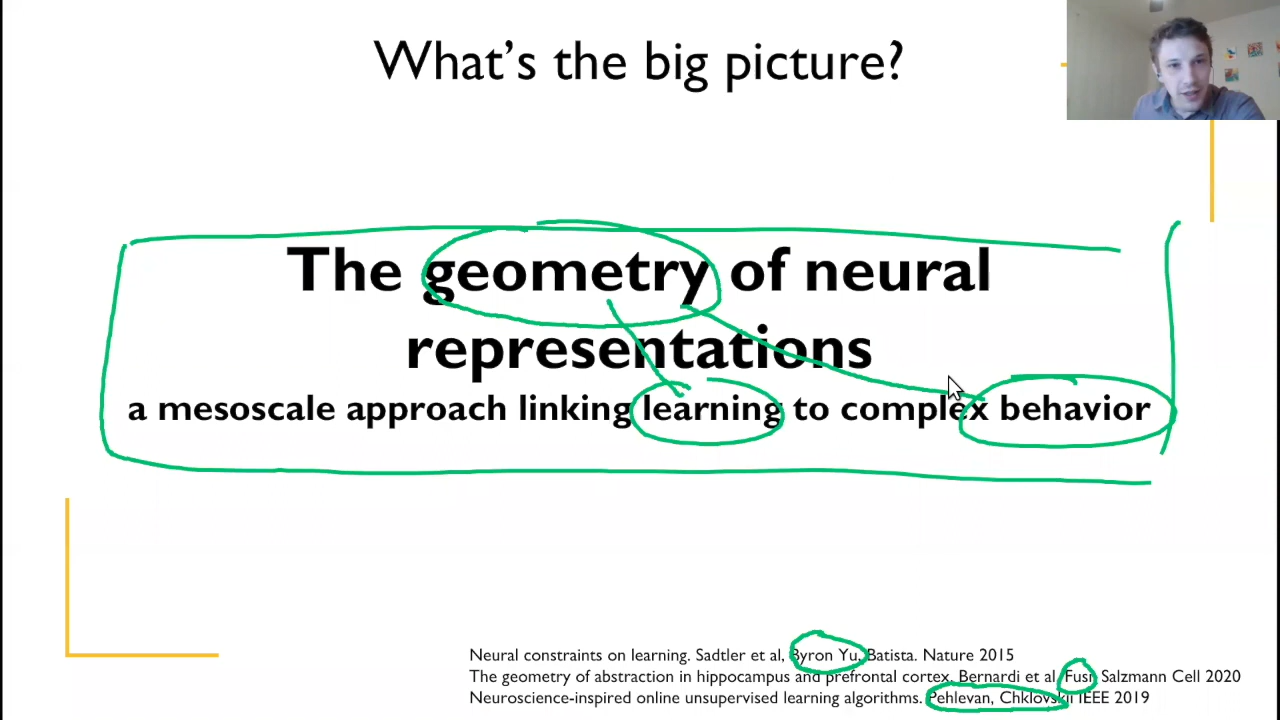 What's the big picture?
The geometry of neural
representations
a mesoscale approach linking learning to complex behavior
Neural constraints on learning. Sadtler et al, Byron Yu, Batista. Nature 2015
The geometry of abstraction in hippocampus and prefrontal cortex. Bernardi et al, Fusi, Salzmann Cell 2020
Neuroscience-inspired online unsupervised learning algorithms. Pehlevan, Chklovskii IEEE 2019